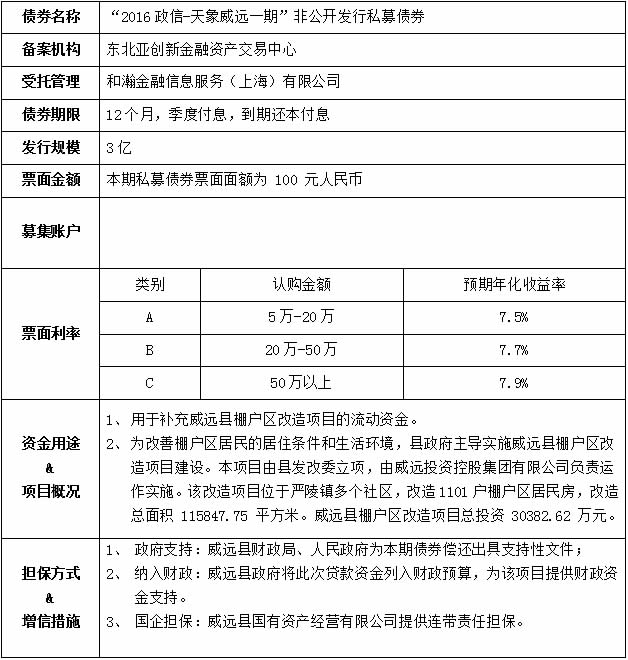 债券名称 “2016 政信-天象威远一期”非公开发行私募债券
备案机构 东北亚创新金融资产交易中心
受托管理 和瀚金融信息服务（上海）有限公司
债券期限 12 个月，季度付息，到期还本付息
发行规模 3 亿
票面金额 本期私募债券票面面额为 100 元人民币
募集账户
票面利率
类别 认购金额 预期年化收益率
A 5 万-20 万 7.5%
B 20 万-50 万 7.7%
C 50 万以上 7.9%
资金用途
&
项目概况
1、 用于补充威远县棚户区改造项目的流动资金。
2、 为改善棚户区居民的居住条件和生活环境，县政府主导实施威远县棚户区改
造项目建设。本项目由县发改委立项，由威远投资控股集团有限公司负责运
作实施。该改造项目位于严陵镇多个社区，改造 1101 户棚户区居民房，改造
总面积 115847.75 平方米。威远县棚户区改造项目总投资 30382.62 万元。
担保方式
&
增信措施
1、 政府支持：威远县财政局、人民政府为本期债券偿还出具支持性文件；
2、 纳入财政：威远县政府将此次贷款资金列入财政预算，为该项目提供财政资
金支持。
3、 国企担保：威远县国有资产经营有限公司提供连带责任担保。